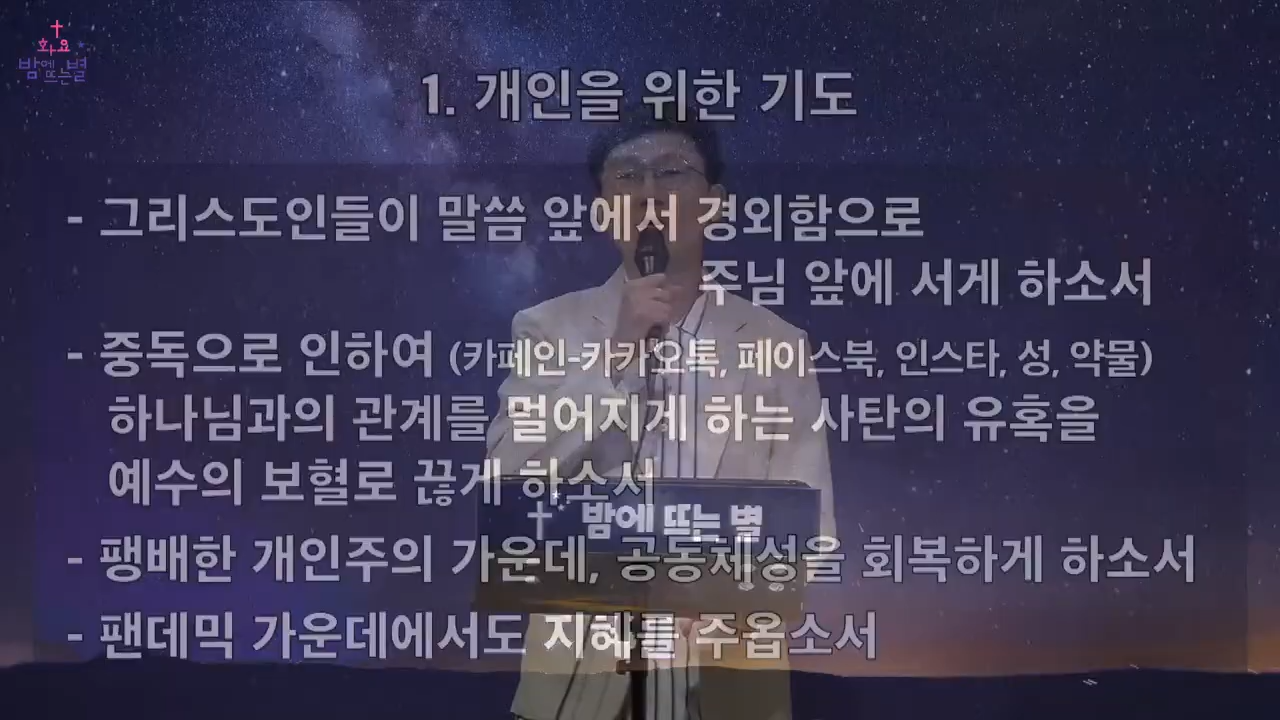 화요
밤에 뜨는 별
1. 개인을 위한 기도
- 그리스도인들이 말씀 앞에서 경외함으로
주님 앞에 서게 하소서
- 중독으로 인하여 (카페인-카카오톡, 페이스북, 인스타, 성, 약물)
하나님과의 관계를 멀어지게 하는 사탄의 유혹을
예수의 보혈로 끊게 하소서
밤에 뜨는 별
- 팽배한 개인주의 가운데, 공동체성을 회복하게 하소서
- 팬데믹 가운데에서도 지혜를 주옵소서